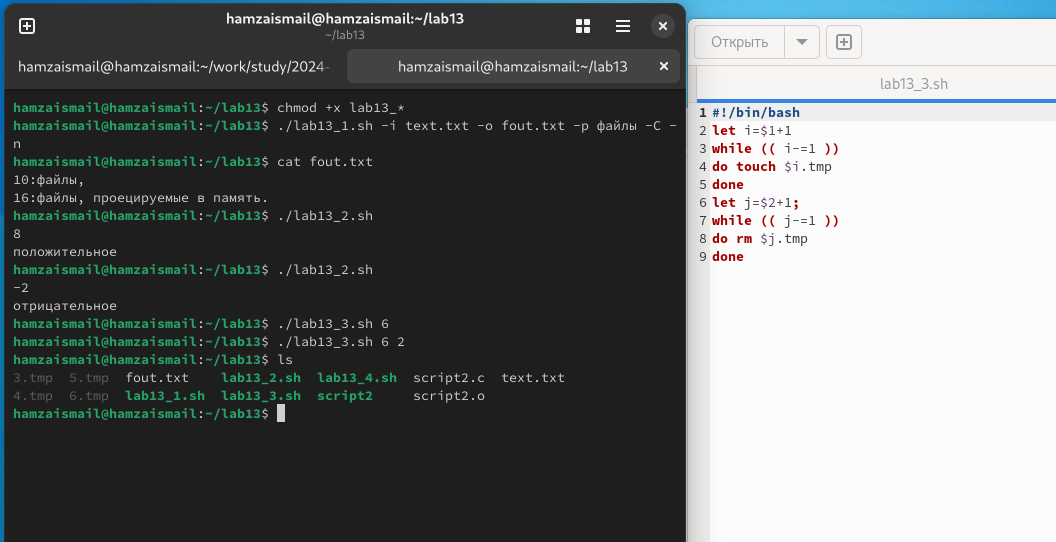 hamzaismail@hamzaismail:~/lab13
~/lab13
hamzaismail@hamzaismail:~/work/study/2024-
hamzaismail@hamzaismail:~/lab13
hamzaismail@hamzaismail:~/lab13$ chmod +x lab13_*
hamzaismail@hamzaismail:~/lab13$ ./lab13_1.sh -i text.txt -o fout.txt -p файлы -C -
n
hamzaismail@hamzaismail:~/lab13$ cat fout.txt
10:файлы,
16:файлы, проецируемые в память.
hamzaismail@hamzaismail:~/lab13$ ./lab13_2.sh
8
положительное
hamzaismail@hamzaismail:~/lab13$ ./lab13_2.sh
-2
отрицательное
hamzaismail@hamzaismail:~/lab13$ ./lab13_3.sh 6
hamzaismail@hamzaismail:~/lab13$ ./lab13_3.sh 6 2
hamzaismail@hamzaismail:~/lab13$ ls
3.tmp 5.tmp fout.txt lab13_2.sh lab13_4.sh script2.c text.txt
4.tmp 6.tmp lab13_1.sh lab13_3.sh script2 script2.o
hamzaismail@hamzaismail:~/lab13$
Открыть
lab13_3.sh
1 #!/bin/bash
2 let i=$1+1
3 while (( i-=1 ))
4 do touch $i.tmp
5 done
6 let j=$2+1;
7 while (( j-=1 ))
8 do rm $j.tmp
9 done